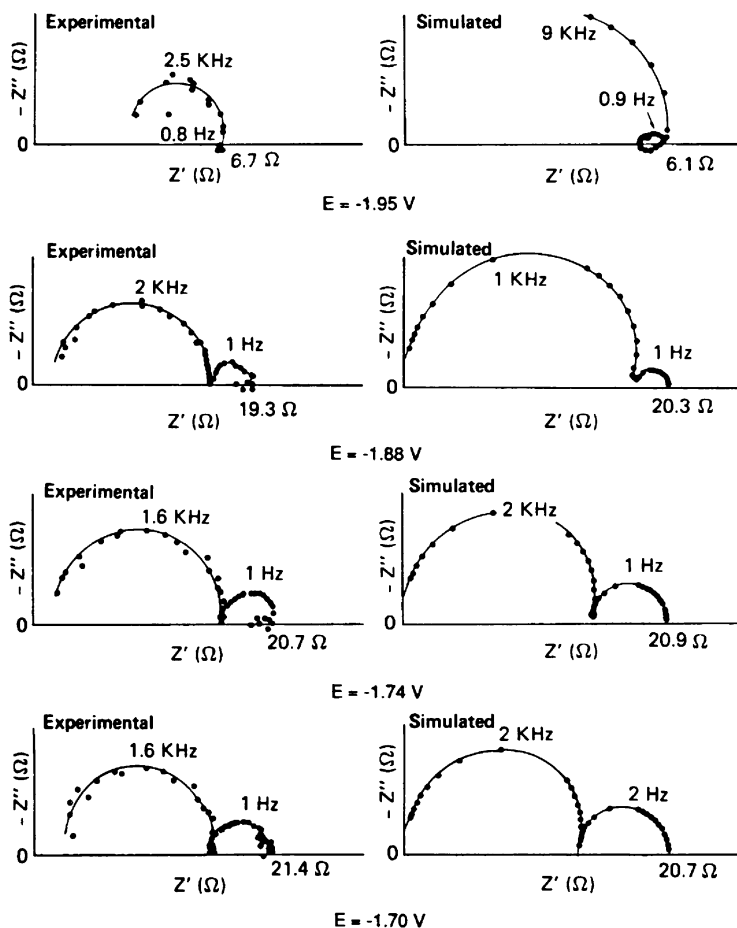 Experimental
- Z'' (Ω)
0
2.5 KHz
0.8 Hz
6.7 Ω
Z' (Ω)
Simulated
- Z'' (Ω)
0
9 KHz
0.9 Hz
6.1 Ω
Z' (Ω)
E = -1.95 V
Experimental
- Z'' (Ω)
0
2 KHz
1 Hz
19.3 Ω
Z' (Ω)
Simulated
- Z'' (Ω)
0
1 KHz
1 Hz
20.3 Ω
Z' (Ω)
E = -1.88 V
Experimental
- Z'' (Ω)
0
1.6 KHz
1 Hz
20.7 Ω
Z' (Ω)
Simulated
- Z'' (Ω)
0
2 KHz
1 Hz
20.9 Ω
Z' (Ω)
E = -1.74 V
Experimental
- Z'' (Ω)
0
1.6 KHz
1 Hz
21.4 Ω
Z' (Ω)
Simulated
- Z'' (Ω)
0
2 KHz
2 Hz
20.7 Ω
Z' (Ω)
E = -1.70 V